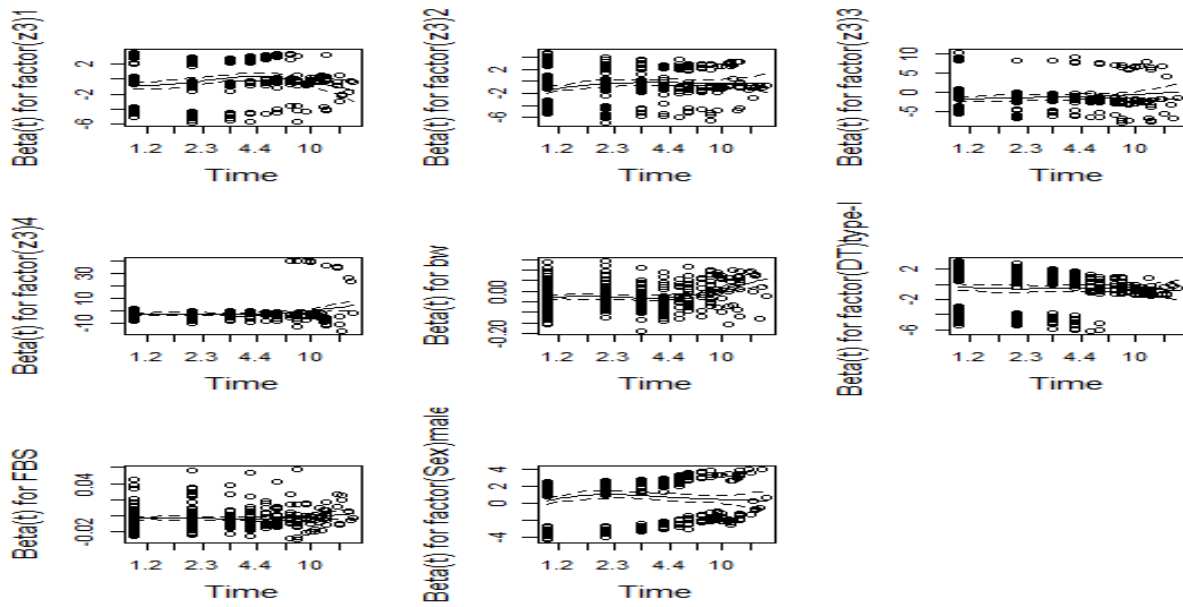 Beta(t) for factor(z3)1
2
-2
-6
1.2 2.3 4.4 10
Time
Beta(t) for factor(z3)2
2
-2
-6
1.2 2.3 4.4 10
Time
Beta(t) for factor(z3)3
10
5
0
-5
1.2 2.3 4.4 10
Time
Beta(t) for factor(z3)4
30
10
-10
1.2 2.3 4.4 10
Time
Beta(t) for bw
0.00
-0.20
1.2 2.3 4.4 10
Time
Beta(t) for factor(DT)type-I
2
-2
-6
1.2 2.3 4.4 10
Time
Beta(t) for FBS
0.04
-0.02
1.2 2.3 4.4 10
Time
Beta(t) for factor(Sex)male
4
2
0
-4
1.2 2.3 4.4 10
Time